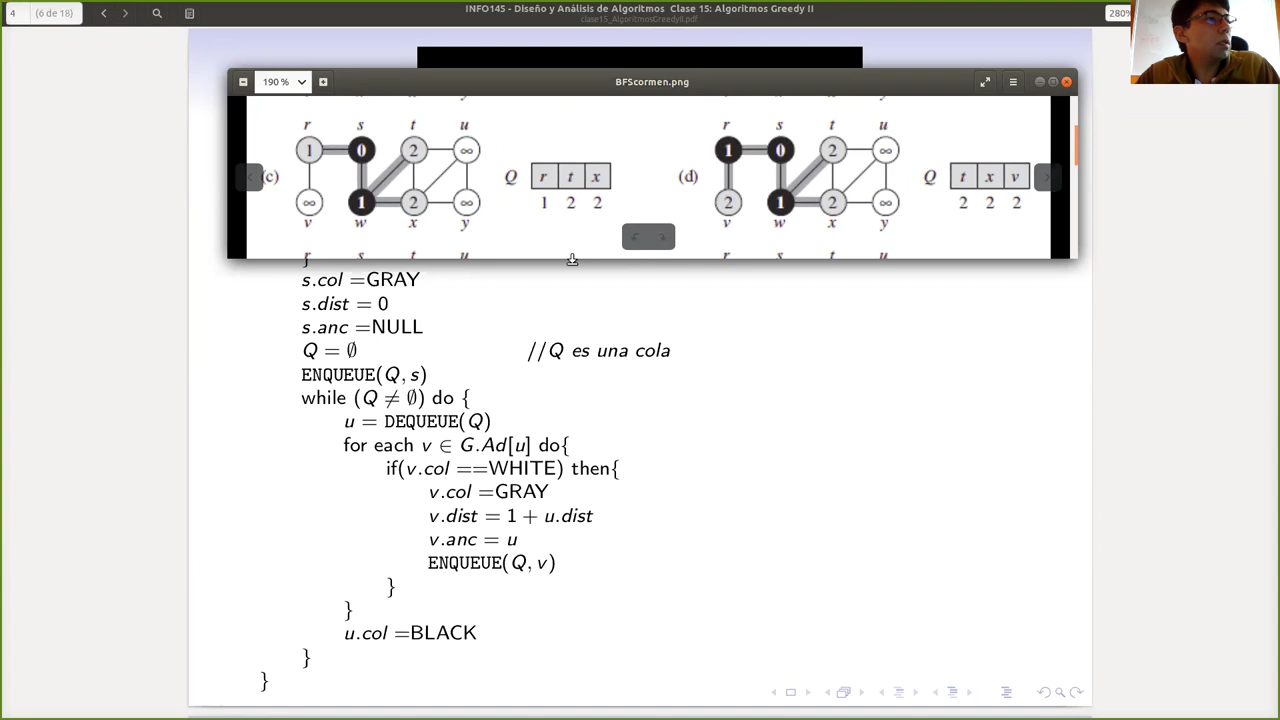 4 (6 de 18)
INFO145 - Diseño y Análisis de Algoritmos Clase 15: Algoritmos Greedy II
clase15_AlgoritmosGreedyII.pdf
280%
190 %
BFScormen.png
r s t u
r s t u
(c) 1 0 2 ∞ Q r t x
(d) 1 0 2 ∞ Q t x v
∞ 1 2 ∞ 1 2 2
2 1 2 ∞ 2 2 2
v w x y
v w x y
r s t u
r s t u
}
s.col =GRAY
s.dist = 0
s.anc =NULL
Q = ∅ //Q es una cola
ENQUEUE(Q, s)
while (Q ≠ ∅) do {
u = DEQUEUE(Q)
for each v ∈ G.Ad[u] do{
if(v.col ==WHITE) then{
v.col =GRAY
v.dist = 1 + u.dist
v.anc = u
ENQUEUE(Q, v)
}
}
u.col =BLACK
}
}